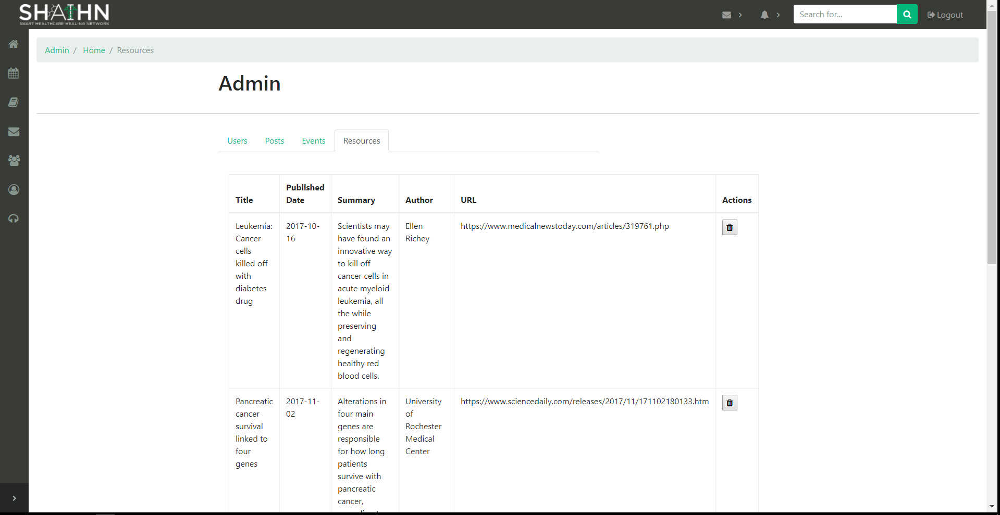 SHAIHN
SMART HEALTHCARE HEALING NETWORK
Search for...
Logout
Admin / Home / Resources
Admin
Users Posts Events Resources
Title Published Date Summary Author URL Actions
Leukemia:
Cancer
cells
killed off
with
diabetes
drug
2017-10-
16
Scientists may
have found an
innovative way
to kill off
cancer cells in
acute myeloid
leukemia, all
the while
preserving
and
regenerating
healthy red
blood cells.
Ellen
Richey
https://www.medicalnewstoday.com/articles/319761.php
Pancreatic
cancer
survival
linked to
four
genes
2017-11-
02
Alterations in
four main
genes are
responsible
for how long
patients
survive with
pancreatic
cancer,
University
of
Rochester
Medical
Center
https://www.sciencedaily.com/releases/2017/11/171102180133.htm